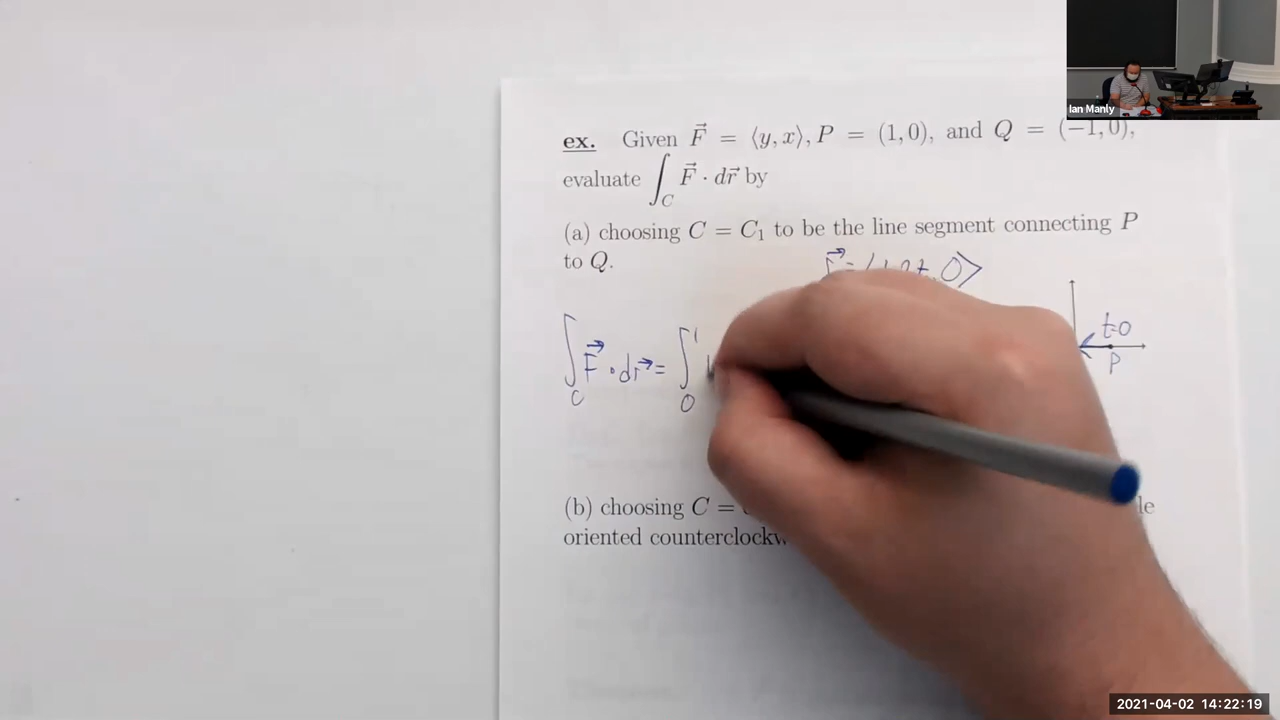 Ian Manly
ex. Given F⃗ = ⟨y, x⟩, P = (1, 0), and Q = (−1, 0),
evaluate ∫_C F⃗ · dr⃗ by
(a) choosing C = C₁ to be the line segment connecting P
to Q.
t=0
P
∫_C F⃗ · dr⃗ = ∫_0^1
(b) choosing C =
oriented
2021-04-02 14:22:19